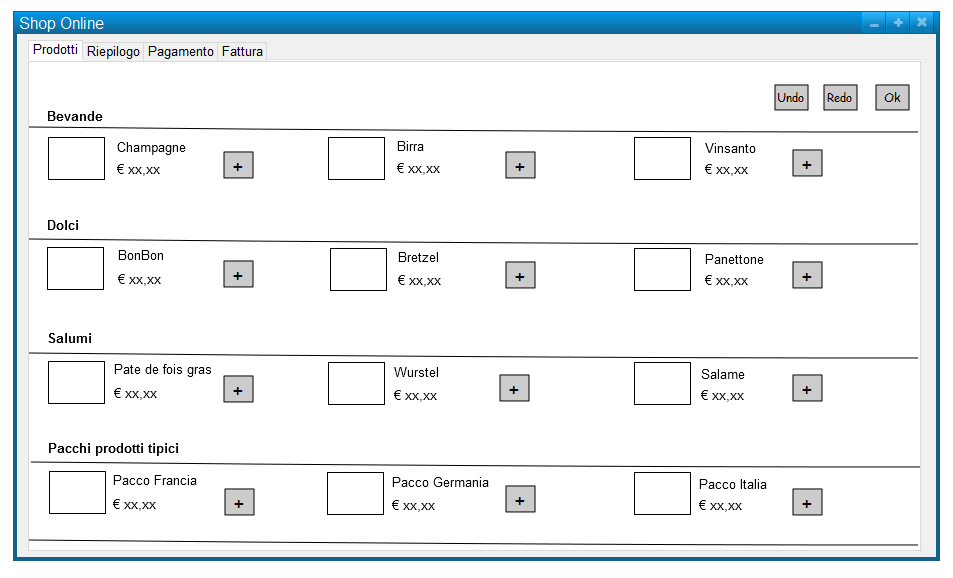 Shop Online
Prodotti Riepilogo Pagamento Fattura
Undo Redo Ok
Bevande
Champagne Birra Vinsanto
€ xx,xx + € xx,xx + € xx,xx +
Dolci
BonBon Bretzel Panettone
€ xx,xx + € xx,xx + € xx,xx +
Salumi
Pate de fois gras Wurstel Salame
€ xx,xx + € xx,xx + € xx,xx +
Pacchi prodotti tipici
Pacco Francia Pacco Germania Pacco Italia
€ xx,xx + € xx,xx + € xx,xx +